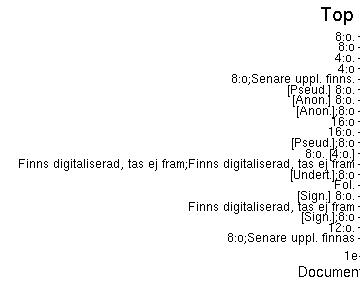 Top
8:o.
8:o
4:o.
4:o
8:o;Senare uppl. finns.
[Pseud.] 8:o.
[Anon.] 8:o.
[Anon.];8:o
16:o
16:o.
[Pseud.];8:o
8:o. [4:o.]
Finns digitaliserad, tas ej fram;Finns digitaliserad, tas ej fram
[Undert.];8:o
Fol.
[Sign.] 8:o.
Finns digitaliserad, tas ej fram
[Sign.];8:o
12:o.
8:o;Senare uppl. finnas
1e
Documen